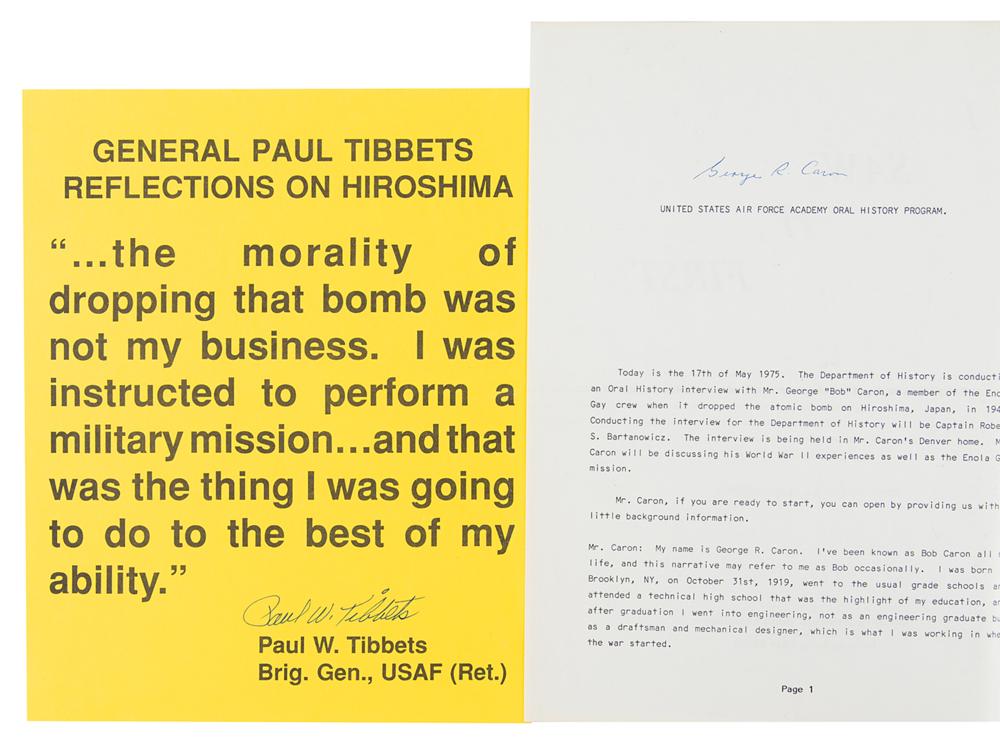 GENERAL PAUL TIBBETS
REFLECTIONS ON HIROSHIMA
“...the morality of
dropping that bomb was
not my business. I was
instructed to perform a
military mission...and that
was the thing I was going
to do to the best of my
ability.”
Paul W. Tibbets
Paul W. Tibbets
Brig. Gen., USAF (Ret.)
George R. Caron
UNITED STATES AIR FORCE ACADEMY ORAL HISTORY PROGRAM.
Today is the 17th of May 1975. The Department of History is conducti
an Oral History interview with Mr. George "Bob" Caron, a member of the Eno
Gay crew when it dropped the atomic bomb on Hiroshima, Japan, in 194
Conducting the interview for the Department of History will be Captain Robe
S. Bartanowicz. The interview is being held in Mr. Caron's Denver home. M
Caron will be discussing his World War II experiences as well as the Enola G
mission.
Mr. Caron, if you are ready to start, you can open by providing us with
little background information.
Mr. Caron: My name is George R. Caron. I've been known as Bob Caron all
life, and this narrative may refer to me as Bob occasionally. I was born
Brooklyn, NY, on October 31st, 1919, went to the usual grade schools a
attended a technical high school that was the highlight of my education, a
after graduation I went into engineering, not as an engineering graduate bu
as a draftsman and mechanical designer, which is what I was working in whe
the war started.
Page 1